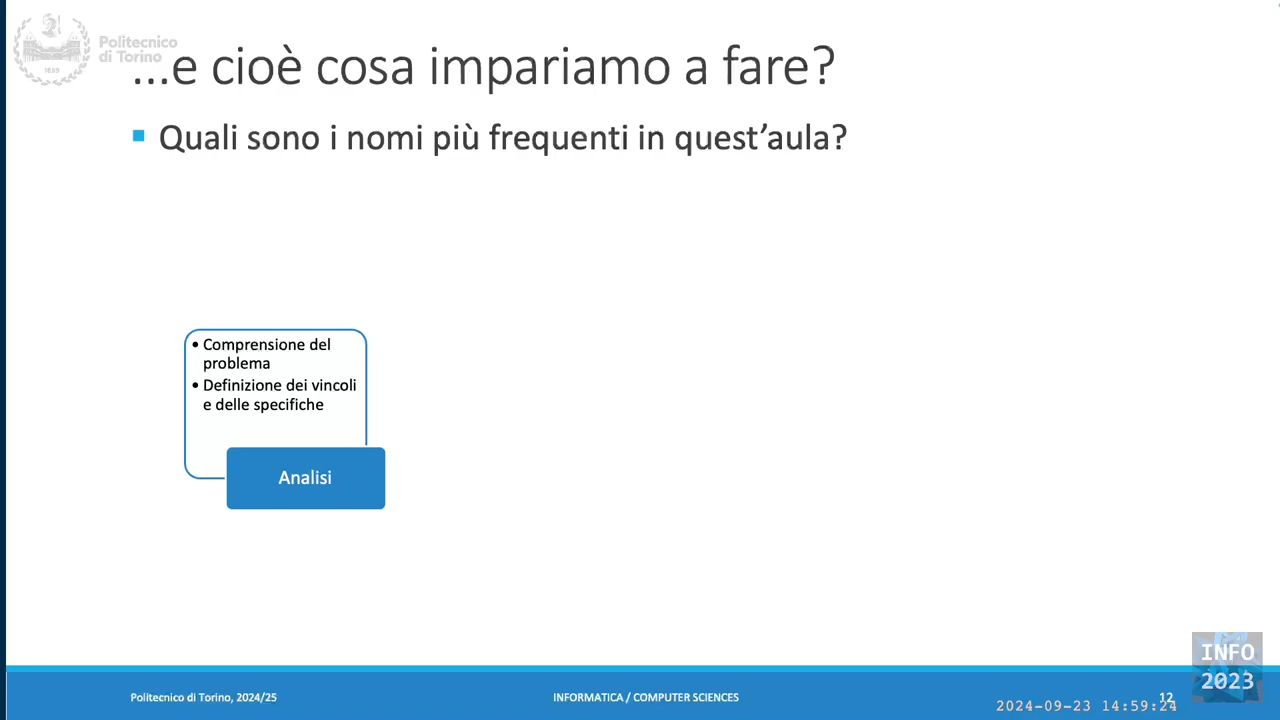 Politecnico
di Torino
1859
...e cioè cosa impariamo a fare?
▪ Quali sono i nomi più frequenti in quest’aula?
• Comprensione del
problema
• Definizione dei vincoli
e delle specifiche
Analisi
INFO
2023
Politecnico di Torino, 2024/25
INFORMATICA / COMPUTER SCIENCES
12
2024-09-23 14:59:24